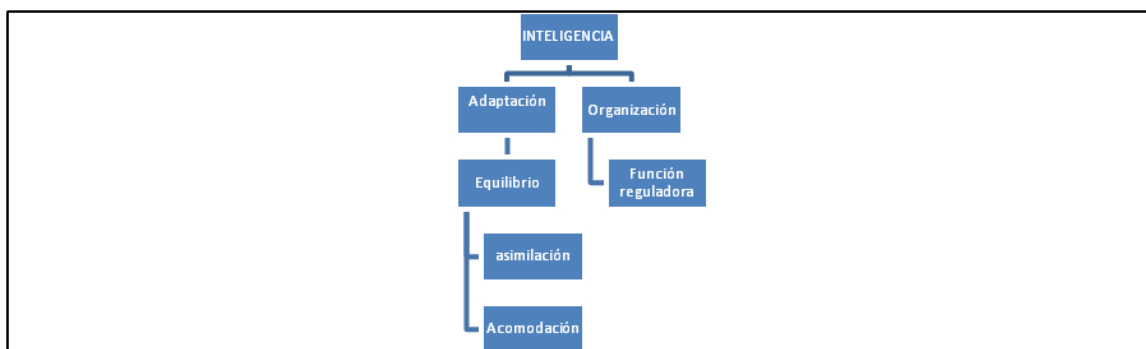 INTELIGENCIA
Adaptación
Organización
Equilibrio
Función
reguladora
asimilación
Acomodación